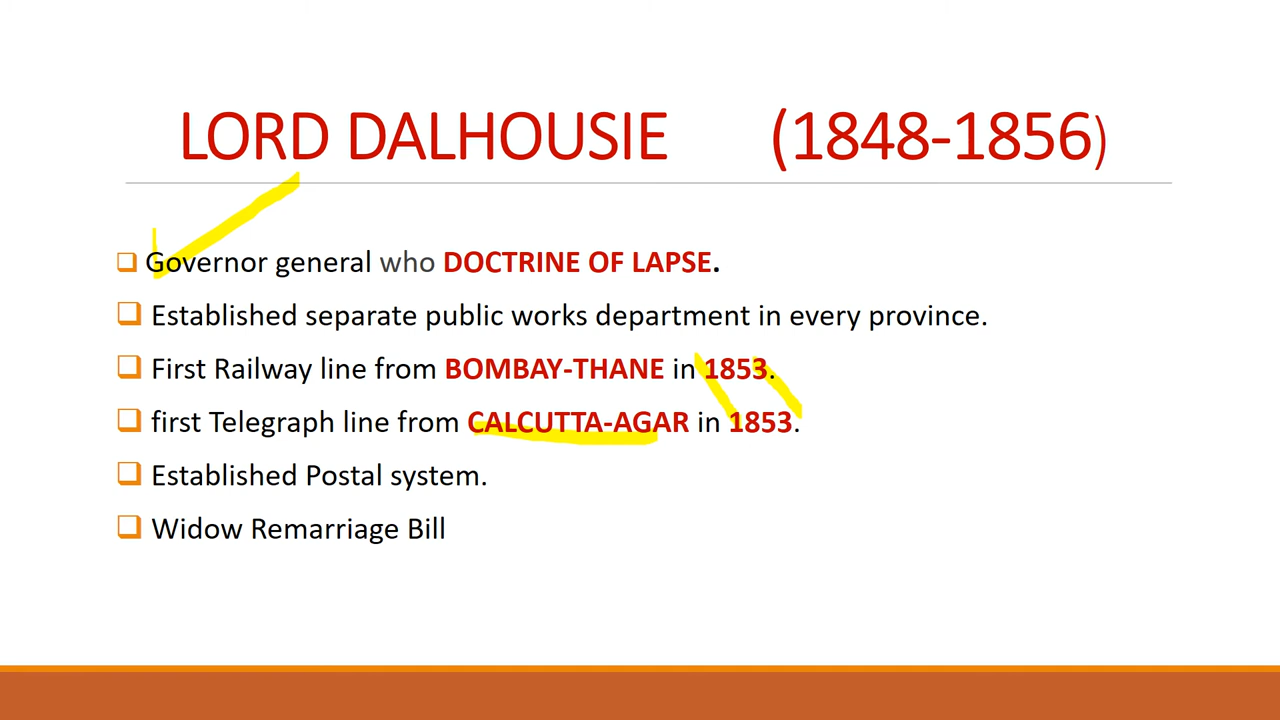 LORD DALHOUSIE (1848-1856)
Governor general who DOCTRINE OF LAPSE.
Established separate public works department in every province.
First Railway line from BOMBAY-THANE in 1853.
first Telegraph line from CALCUTTA-AGAR in 1853.
Established Postal system.
Widow Remarriage Bill